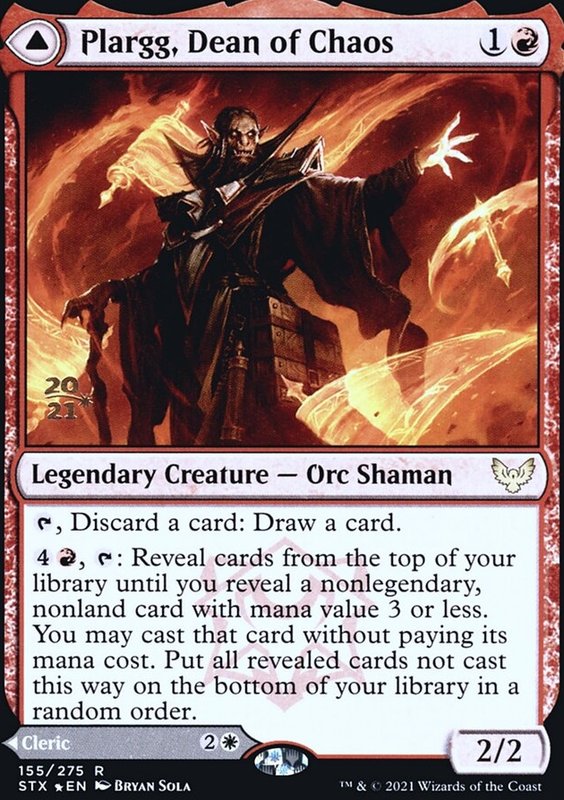 Plargg, Dean of Chaos 1
20
21
Legendary Creature — Orc Shaman
, Discard a card: Draw a card.
4 , : Reveal cards from the top of your
library until you reveal a nonlegendary,
nonland card with mana value 3 or less.
You may cast that card without paying its
mana cost. Put all revealed cards not cast
this way on the bottom of your library in a
random order.
Cleric 2
2/2
155/275 R
STX ★ EN Bryan Sola
™ & © 2021 Wizards of the Coast